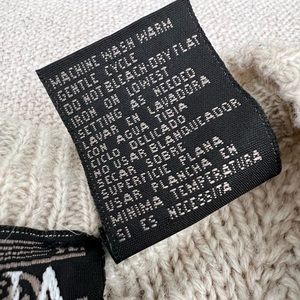 MACHINE WASH WARM
GENTLE CYCLE
DO NOT BLEACH-DRY FLAT
IRON ON LOWEST
SETTING AS NEEDED
LAVAR EN LAVADORA
CON AGUA TIBIA
CICLO DELICADO
NO USAR BLANQUEADOR
SECAR SOBRE
SUPERFICIE PLANA
USAR PLANCHA EN
MINIMA TEMPERATURA
SI ES NECESSITA